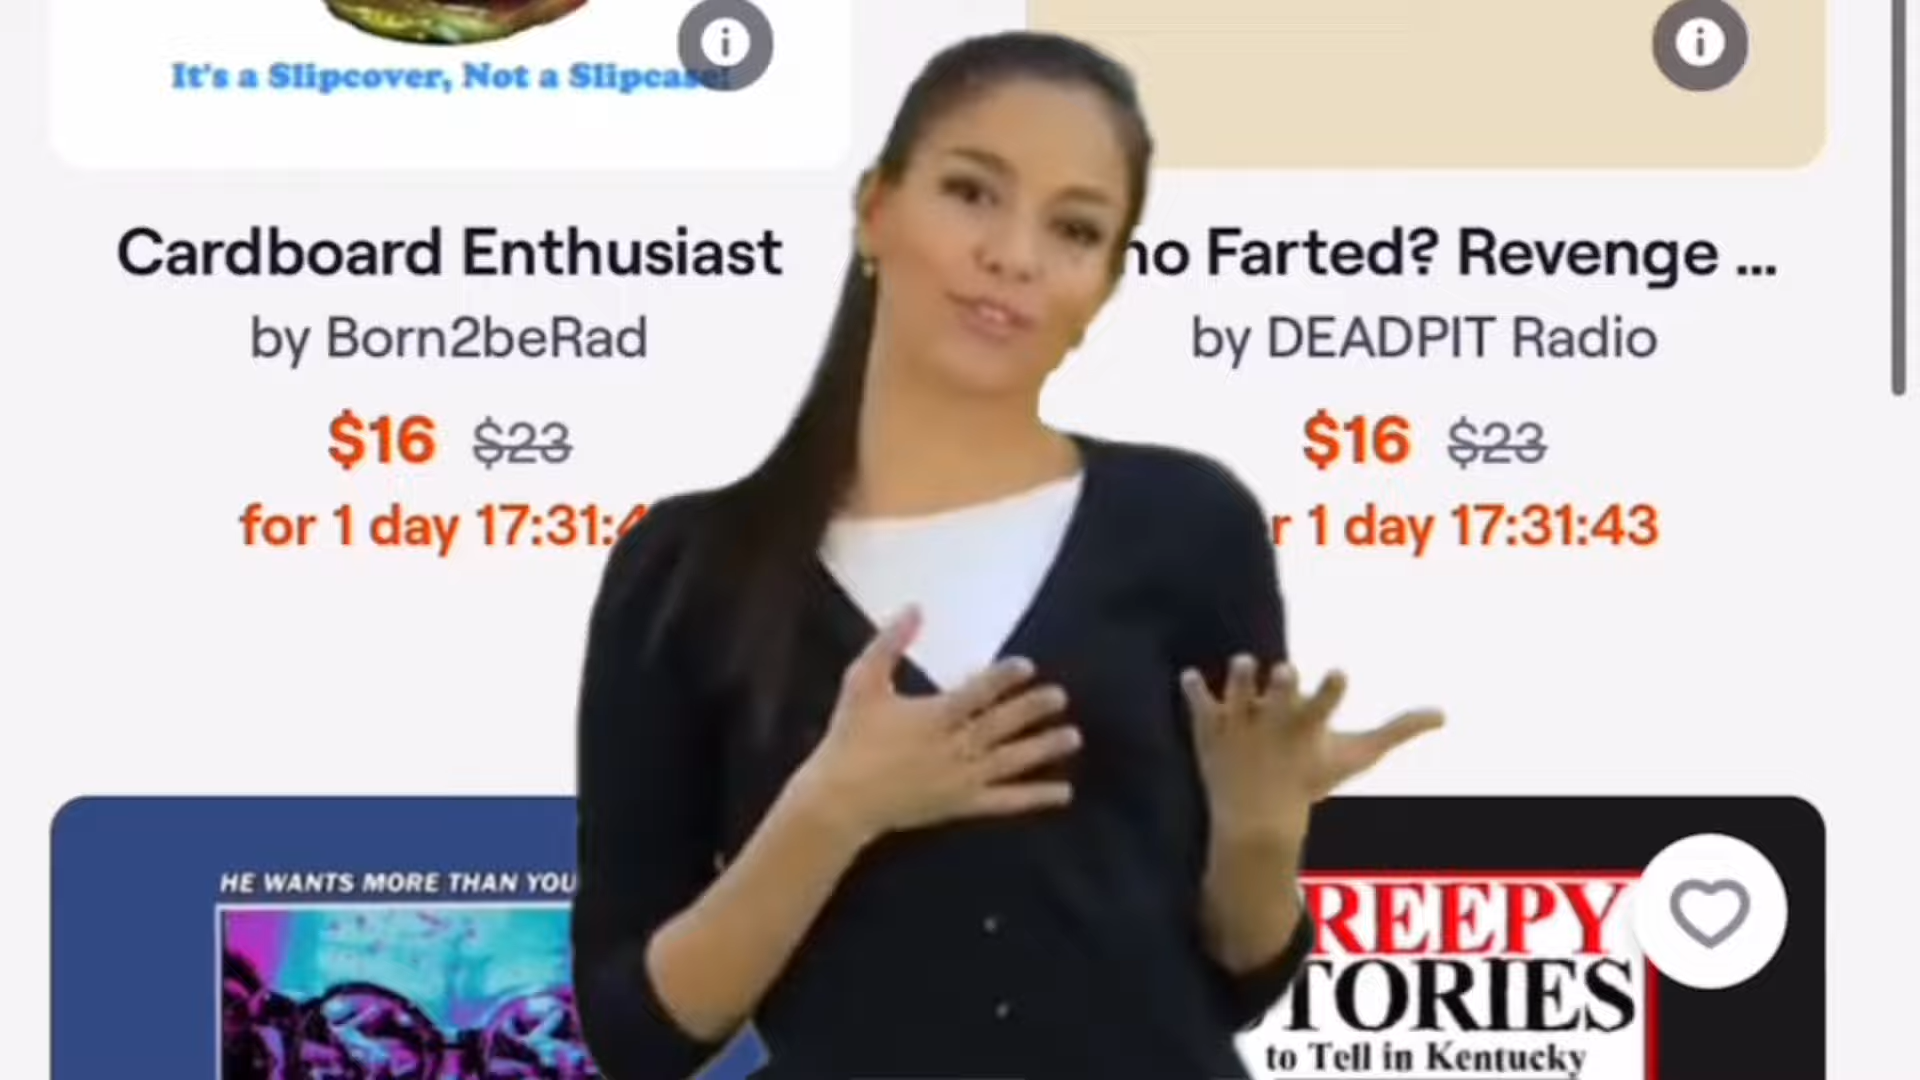 It's a Slipcover, Not a Slipcase!
Cardboard Enthusiast
by Born2beRad
$16 $23
for 1 day 17:31:4
ho Farted? Revenge ...
by DEADPIT Radio
$16 $23
r 1 day 17:31:43
HE WANTS MORE THAN YOU
REEPY
TORIES
to Tell in Kentucky